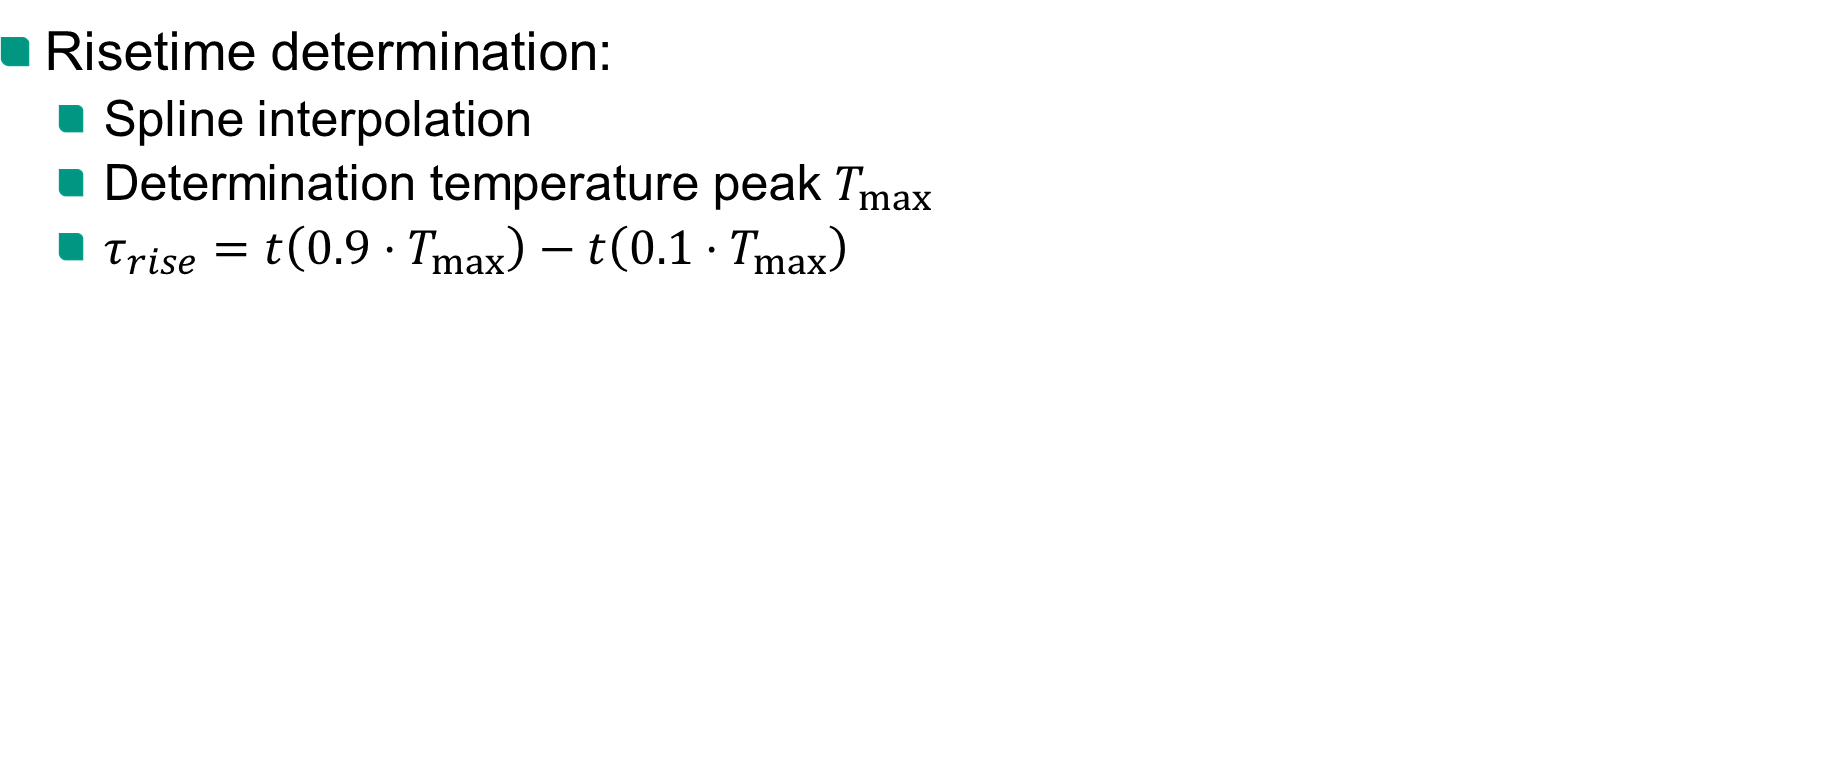 Risetime determination:
Spline interpolation
Determination temperature peak T_max
τ_rise = t(0.9 · T_max) − t(0.1 · T_max)